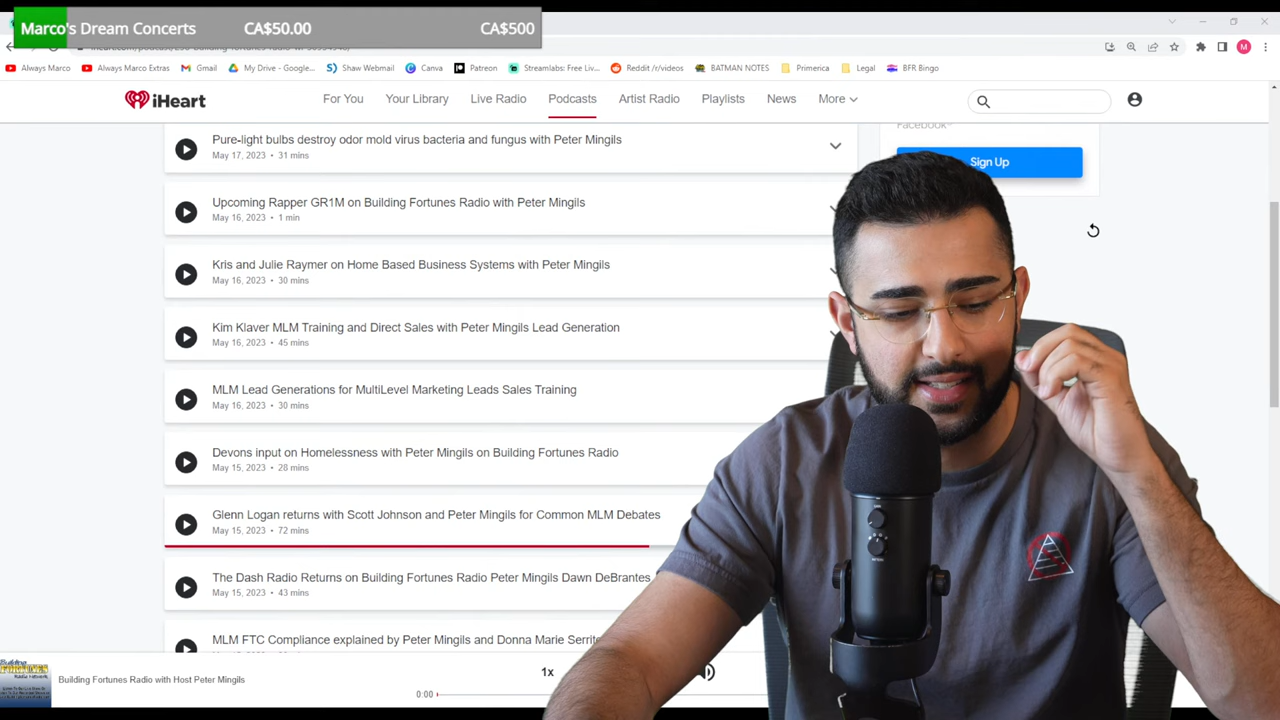 Marco's Dream Concerts CA$50.00 CA$500
Always Marco Always Marco Extras Gmail My Drive - Google... Shaw Webmail Canva Patreon Streamlabs: Free Liv... Reddit /r/videos BATMAN NOTES Primerica Legal BFR Bingo
iHeart For You Your Library Live Radio Podcasts Artist Radio Playlists News More
Facebook
Pure-light bulbs destroy odor mold virus bacteria and fungus with Peter Mingils
May 17, 2023 • 31 mins
Sign Up
Upcoming Rapper GR1M on Building Fortunes Radio with Peter Mingils
May 16, 2023 • 1 min
Kris and Julie Raymer on Home Based Business Systems with Peter Mingils
May 16, 2023 • 30 mins
Kim Klaver MLM Training and Direct Sales with Peter Mingils Lead Generation
May 16, 2023 • 45 mins
MLM Lead Generations for MultiLevel Marketing Leads Sales Training
May 16, 2023 • 30 mins
Devons input on Homelessness with Peter Mingils on Building Fortunes Radio
May 15, 2023 • 28 mins
Glenn Logan returns with Scott Johnson and Peter Mingils for Common MLM Debates
May 15, 2023 • 72 mins
The Dash Radio Returns on Building Fortunes Radio Peter Mingils Dawn DeBrantes
May 15, 2023 • 43 mins
MLM FTC Compliance explained by Peter Mingils and Donna Marie
Building Fortunes Radio with Host Peter Mingils
1x
0:00